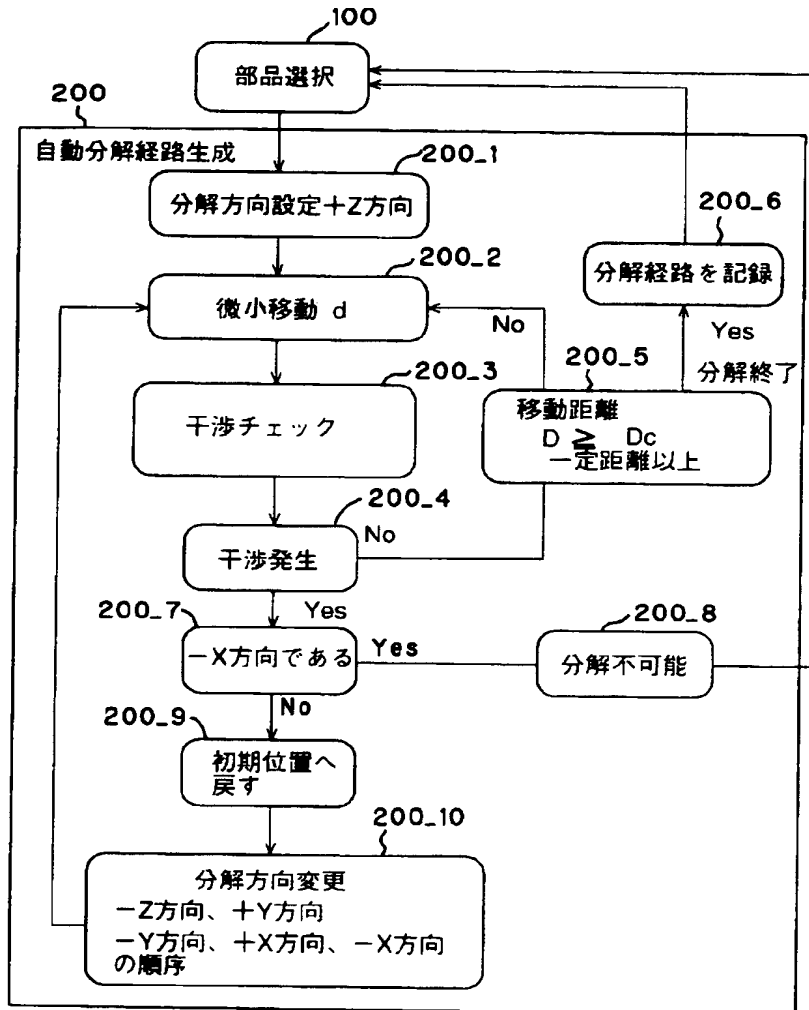 100
部品選択
200
自動分解経路生成
200_1
分解方向設定+Z方向
200_6
分解経路を記録
200_2
微小移動 d
No
Yes
200_5
分解終了
200_3
干渉チェック
移動距離
D ≧ Dc
一定距離以上
200_4
No
干渉発生
200_7
Yes
200_8
−X方向である
Yes
分解不可能
No
200_9
初期位置へ
戻す
200_10
分解方向変更
−Z方向、+Y方向
−Y方向、+X方向、−X方向
の順序